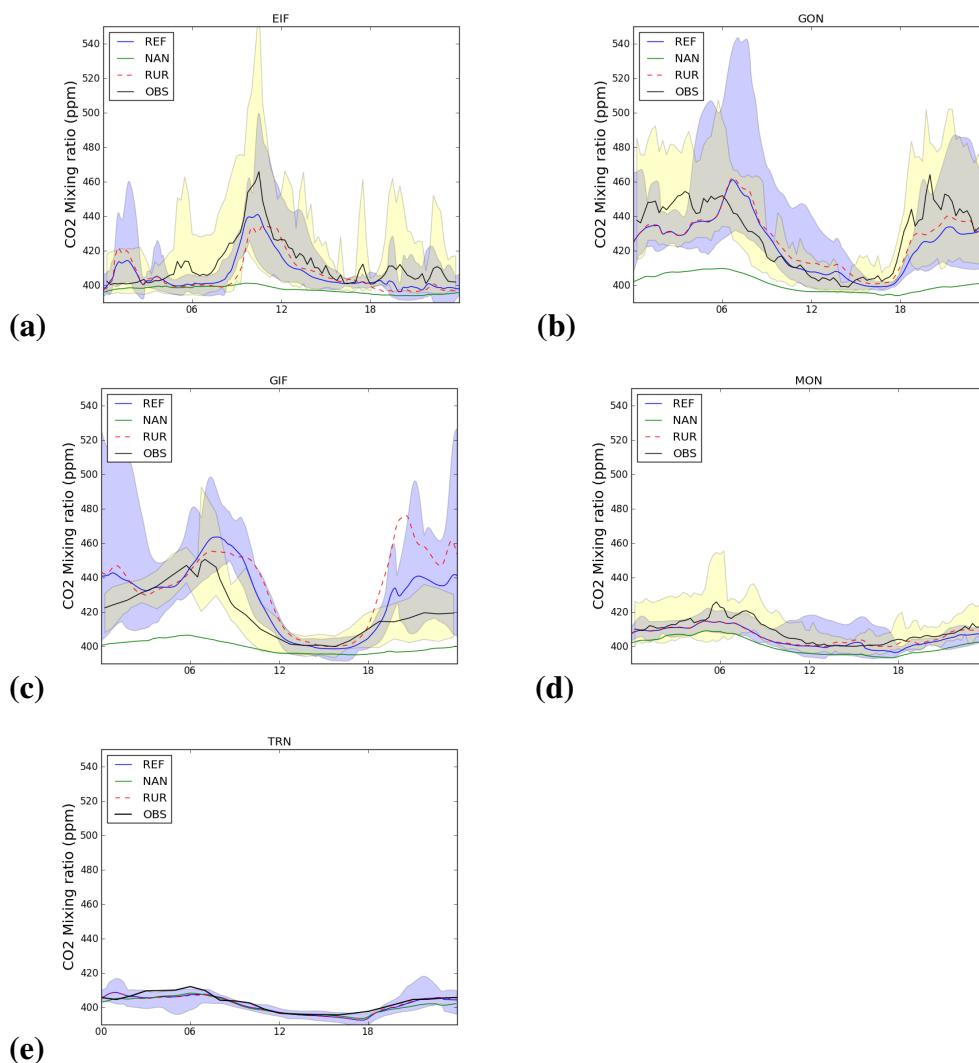 EIF
CO2 Mixing ratio (ppm)
540
520
500
480
460
440
420
400
06
12
18
REF
NAN
RUR
OBS
(a)
GON
CO2 Mixing ratio (ppm)
540
520
500
480
460
440
420
400
06
12
18
REF
NAN
RUR
OBS
(b)
GIF
CO2 Mixing ratio (ppm)
540
520
500
480
460
440
420
400
06
12
18
REF
NAN
RUR
OBS
(c)
MON
CO2 Mixing ratio (ppm)
540
520
500
480
460
440
420
400
06
12
18
REF
NAN
RUR
OBS
(d)
TRN
CO2 Mixing ratio (ppm)
540
520
500
480
460
440
420
400
00
06
12
18
REF
NAN
RUR
OBS
(e)